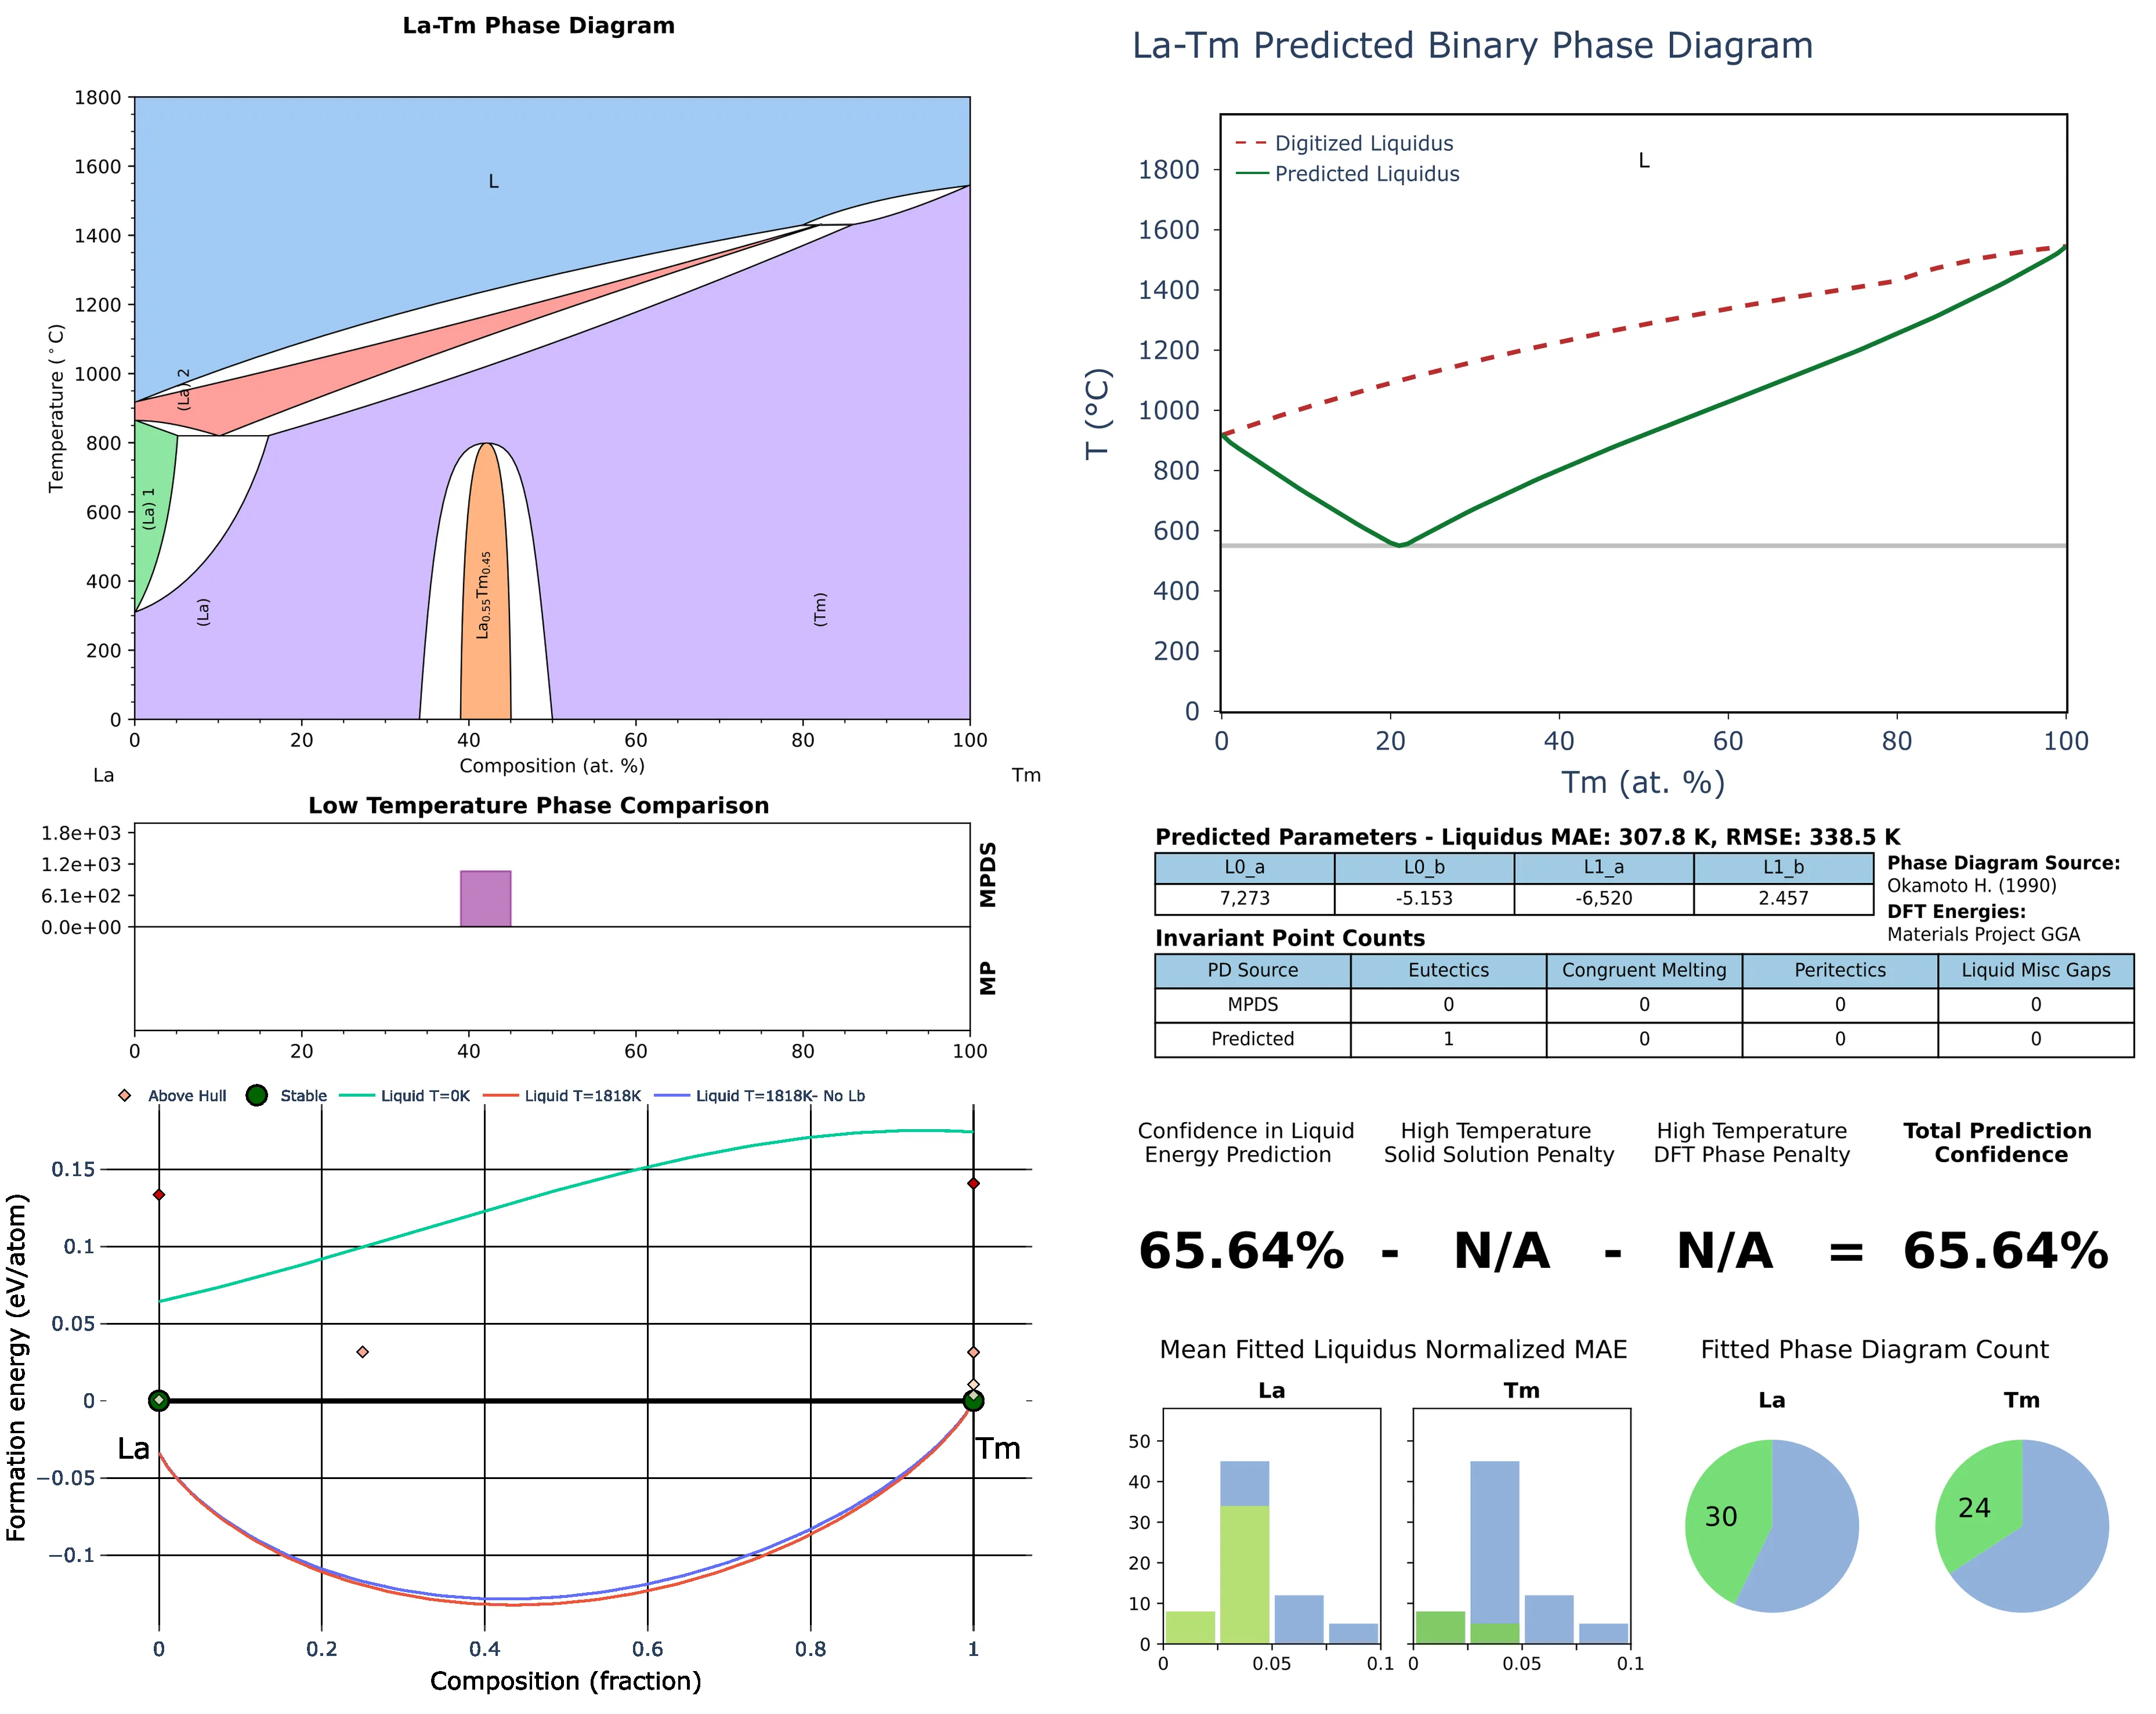 La-Tm Phase Diagram
1800
1600
1400
1200
1000
800
600
400
200
0
Temperature (°C)
L
(La) 2
(La) 1
(La)
La0.55Tm0.45
(Tm)
0 20 40 60 80 100
Composition (at. %)
La
Tm
La-Tm Predicted Binary Phase Diagram
Digitized Liquidus
Predicted Liquidus
L
1800
1600
1400
1200
1000
800
600
400
200
0
T (°C)
0 20 40 60 80 100
Tm (at. %)
Low Temperature Phase Comparison
1.8e+03
1.2e+03
6.1e+02
0.0e+00
MPDS
MP
0 20 40 60 80 100
Predicted Parameters - Liquidus MAE: 307.8 K, RMSE: 338.5 K
L0_a L0_b L1_a L1_b
7,273 -5.153 -6,520 2.457
Phase Diagram Source:
Okamoto H. (1990)
DFT Energies:
Materials Project GGA
Invariant Point Counts
PD Source Eutectics Congruent Melting Peritectics Liquid Misc Gaps
MPDS 0 0 0 0
Predicted 1 0 0 0
Above Hull Stable Liquid T=0K Liquid T=1818K Liquid T=1818K- No Lb
0.15
0.1
0.05
0
−0.05
−0.1
Formation energy (eV/atom)
La
Tm
0 0.2 0.4 0.6 0.8 1
Composition (fraction)
Confidence in Liquid
Energy Prediction
High Temperature
Solid Solution Penalty
High Temperature
DFT Phase Penalty
Total Prediction
Confidence
65.64% - N/A - N/A = 65.64%
Mean Fitted Liquidus Normalized MAE
La
Tm
50
40
30
20
10
0
0 0.05 0.1
0 0.05 0.1
Fitted Phase Diagram Count
La
Tm
30
24